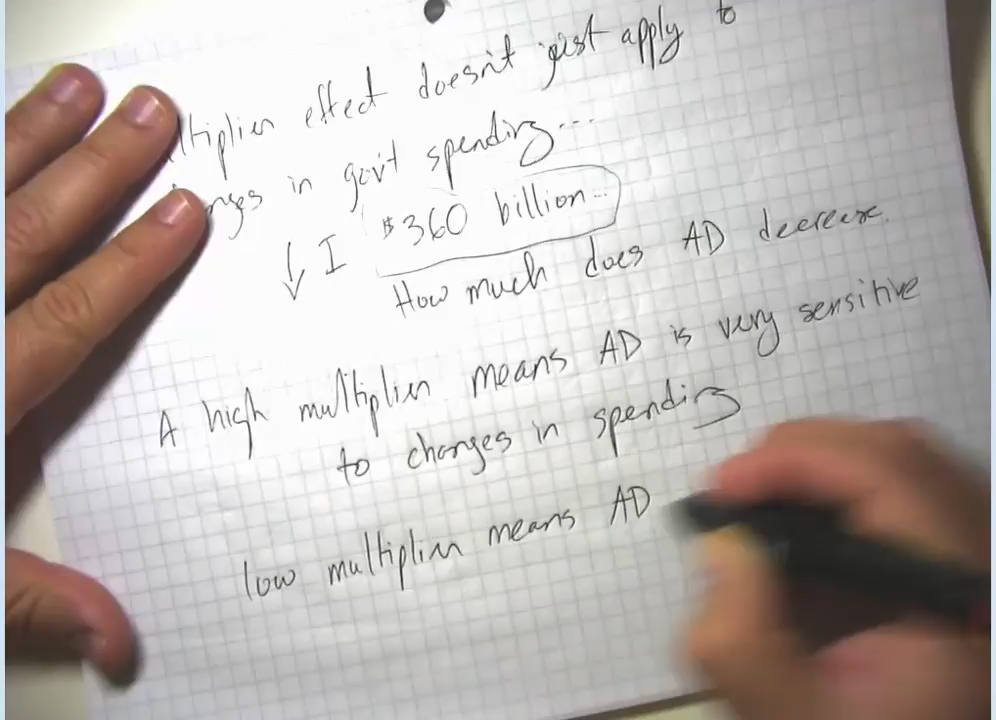 ltiplier effect doesn't just apply to
nges in gov't spending...
↓ I $360 billion...
How much does AD decrease.
A high multiplier means AD is very sensitive
to changes in spending
low multiplier means AD